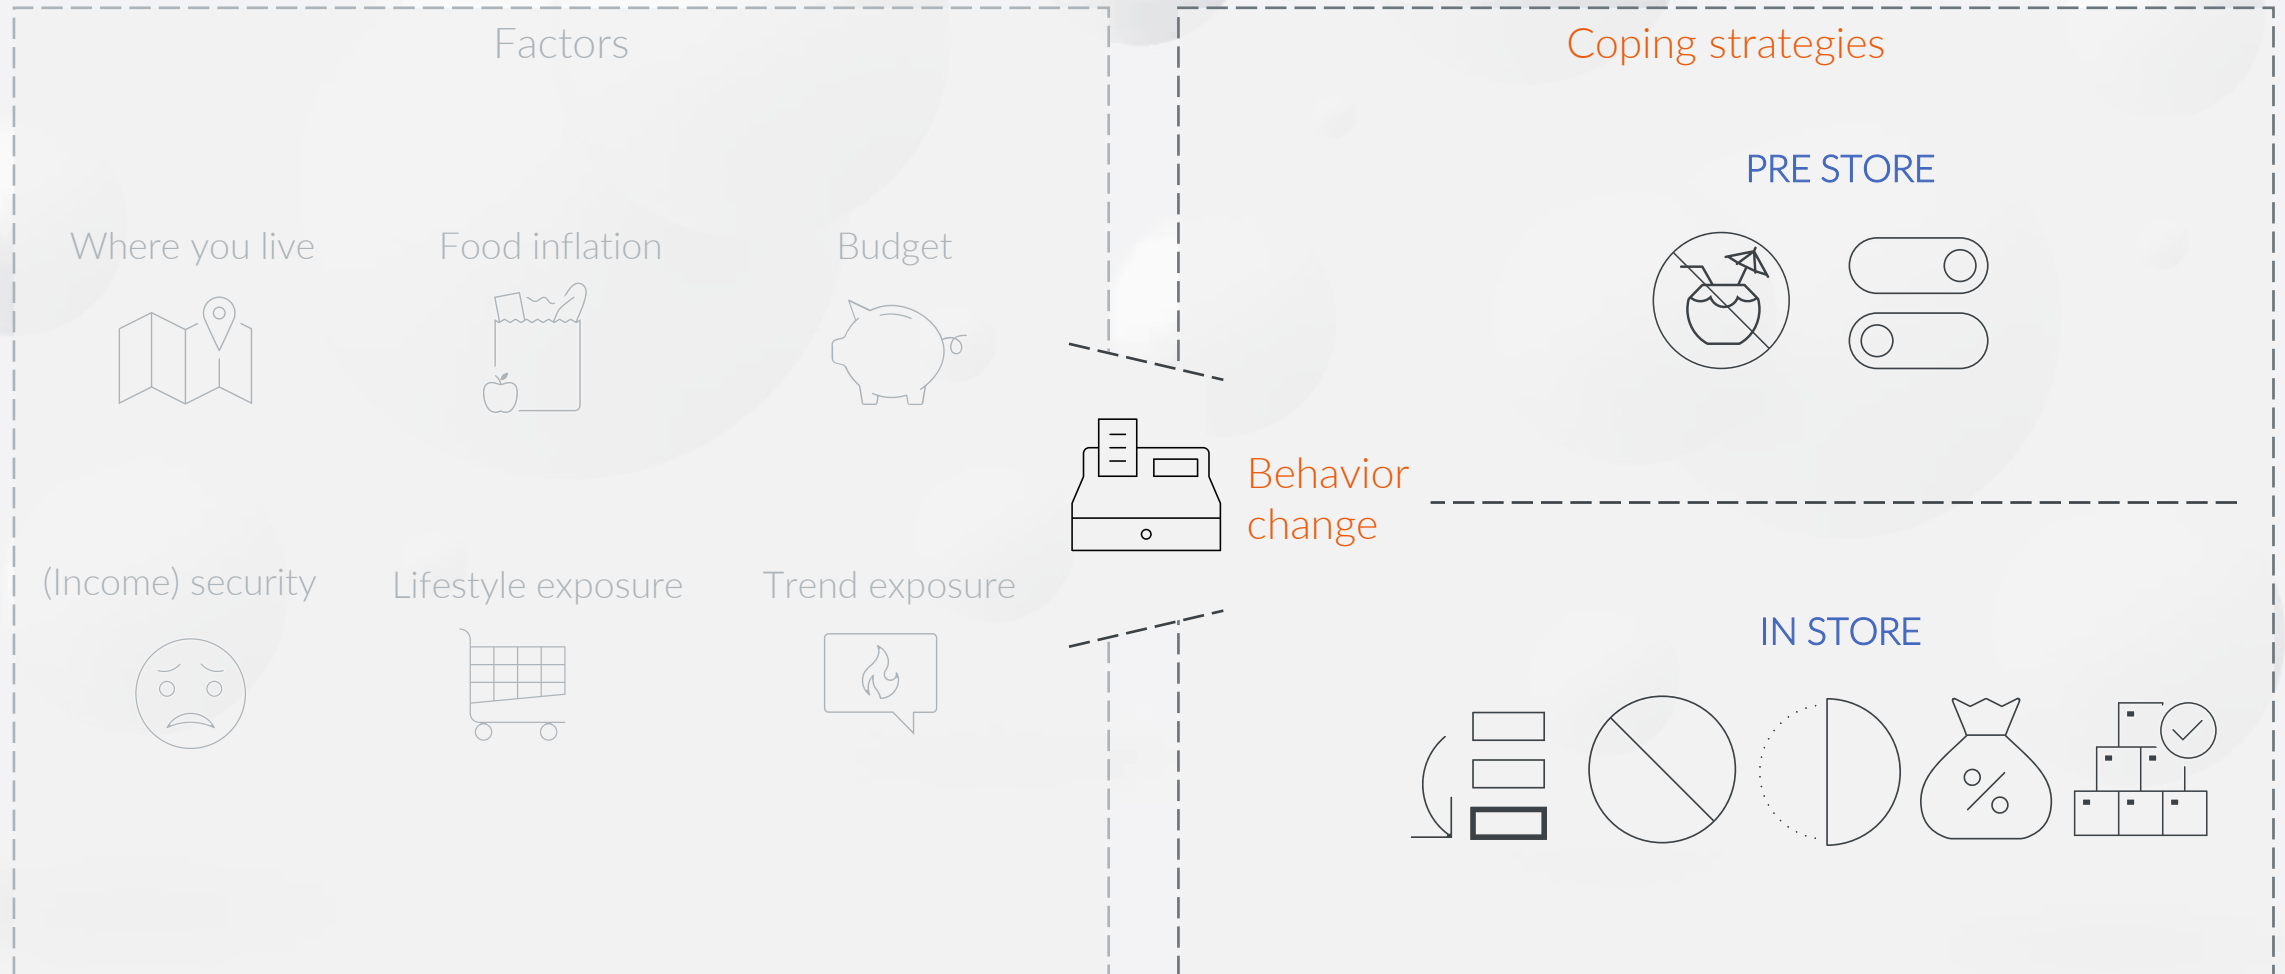 Factors
Where you live
Food inflation
Budget
(Income) security
Lifestyle exposure
Trend exposure
Behavior
change
Coping strategies
PRE STORE
IN STORE